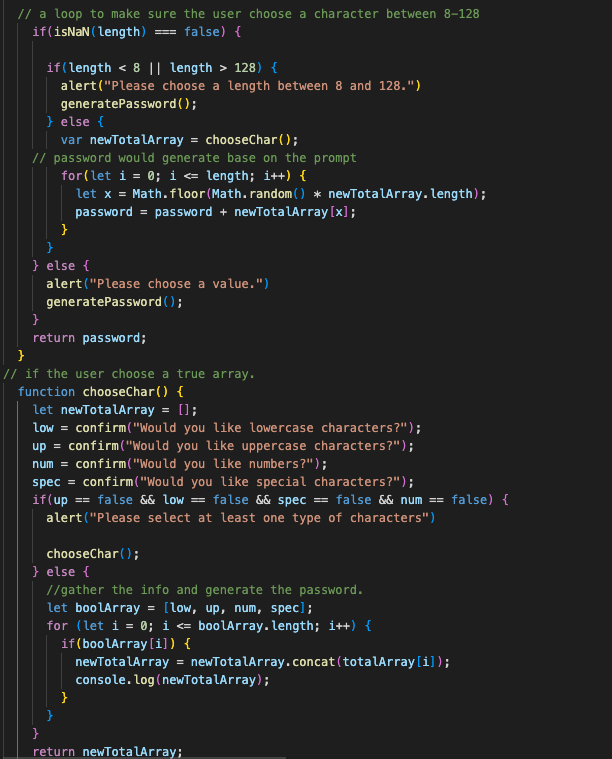 // a loop to make sure the user choose a character between 8-128
if(isNaN(length) === false) {
if(length < 8 || length > 128) {
alert("Please choose a length between 8 and 128.")
generatePassword();
} else {
var newTotalArray = chooseChar();
// password would generate base on the prompt
for(let i = 0; i <= length; i++) {
let x = Math.floor(Math.random() * newTotalArray.length);
password = password + newTotalArray[x];
}
}
} else {
alert("Please choose a value.")
generatePassword();
}
return password;
}
// if the user choose a true array.
function chooseChar() {
let newTotalArray = [];
low = confirm("Would you like lowercase characters?");
up = confirm("Would you like uppercase characters?");
num = confirm("Would you like numbers?");
spec = confirm("Would you like special characters?");
if(up == false && low == false && spec == false && num == false) {
alert("Please select at least one type of characters")
chooseChar();
} else {
//gather the info and generate the password.
let boolArray = [low, up, num, spec];
for (let i = 0; i <= boolArray.length; i++) {
if(boolArray[i]) {
newTotalArray = newTotalArray.concat(totalArray[i]);
console.log(newTotalArray);
}
}
}
return newTotalArray;